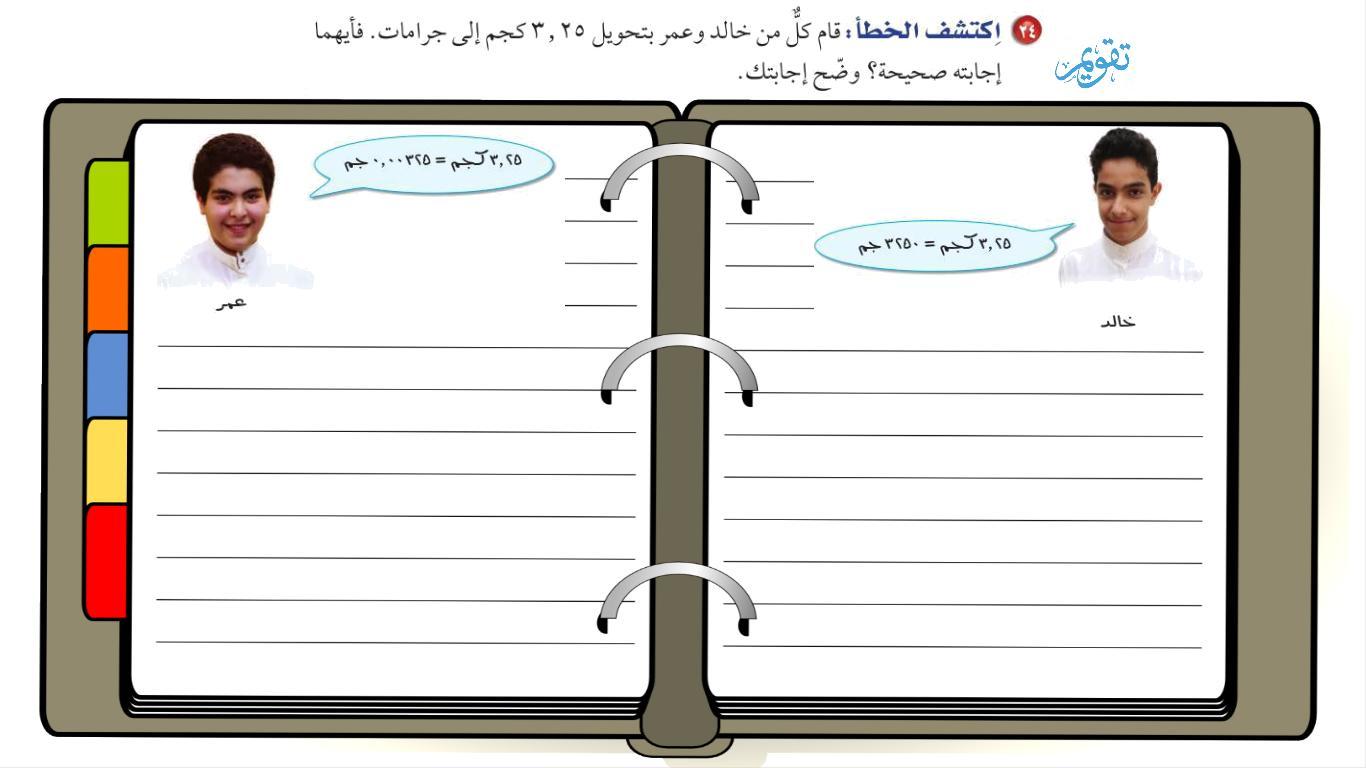 ٢٤ اِكتشف الخطأ: قام كلٌّ من خالد وعمر بتحويل ٣,٢٥ كجم إلى جرامات. فأيهما
إجابته صحيحة؟ وضّح إجابتك.
تقويم
٣,٢٥ كجم = ٣٢٥٠ جم
خالد
٣,٢٥ كجم = ٠,٠٠٣٢٥ جم
عمر